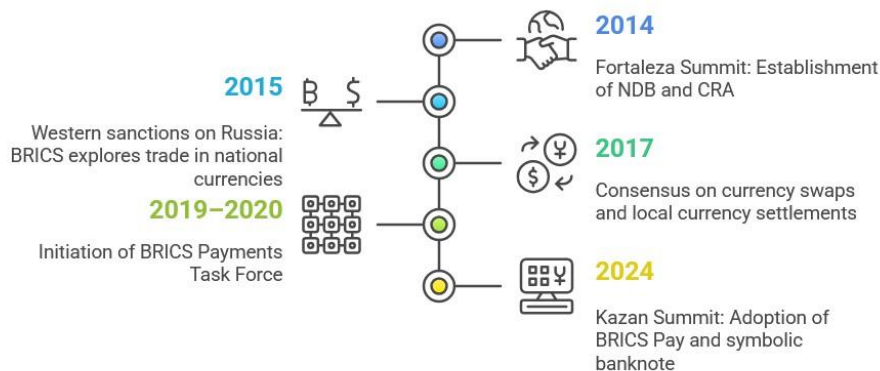 2014
Fortaleza Summit: Establishment
of NDB and CRA
2015
Western sanctions on Russia:
BRICS explores trade in national
currencies
2017
Consensus on currency swaps
and local currency settlements
2019–2020
Initiation of BRICS Payments
Task Force
2024
Kazan Summit: Adoption of
BRICS Pay and symbolic
banknote